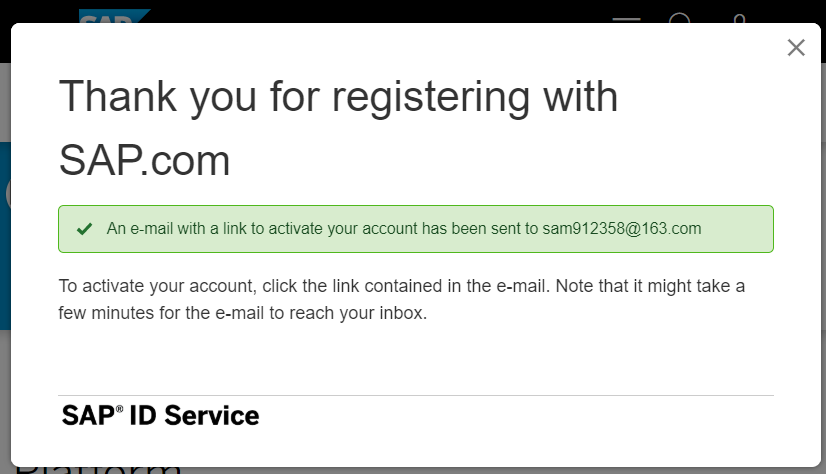 SAP
Thank you for registering with
SAP.com
An e-mail with a link to activate your account has been sent to sam912358@163.com
To activate your account, click the link contained in the e-mail. Note that it might take a
few minutes for the e-mail to reach your inbox.
SAP® ID Service
Platform